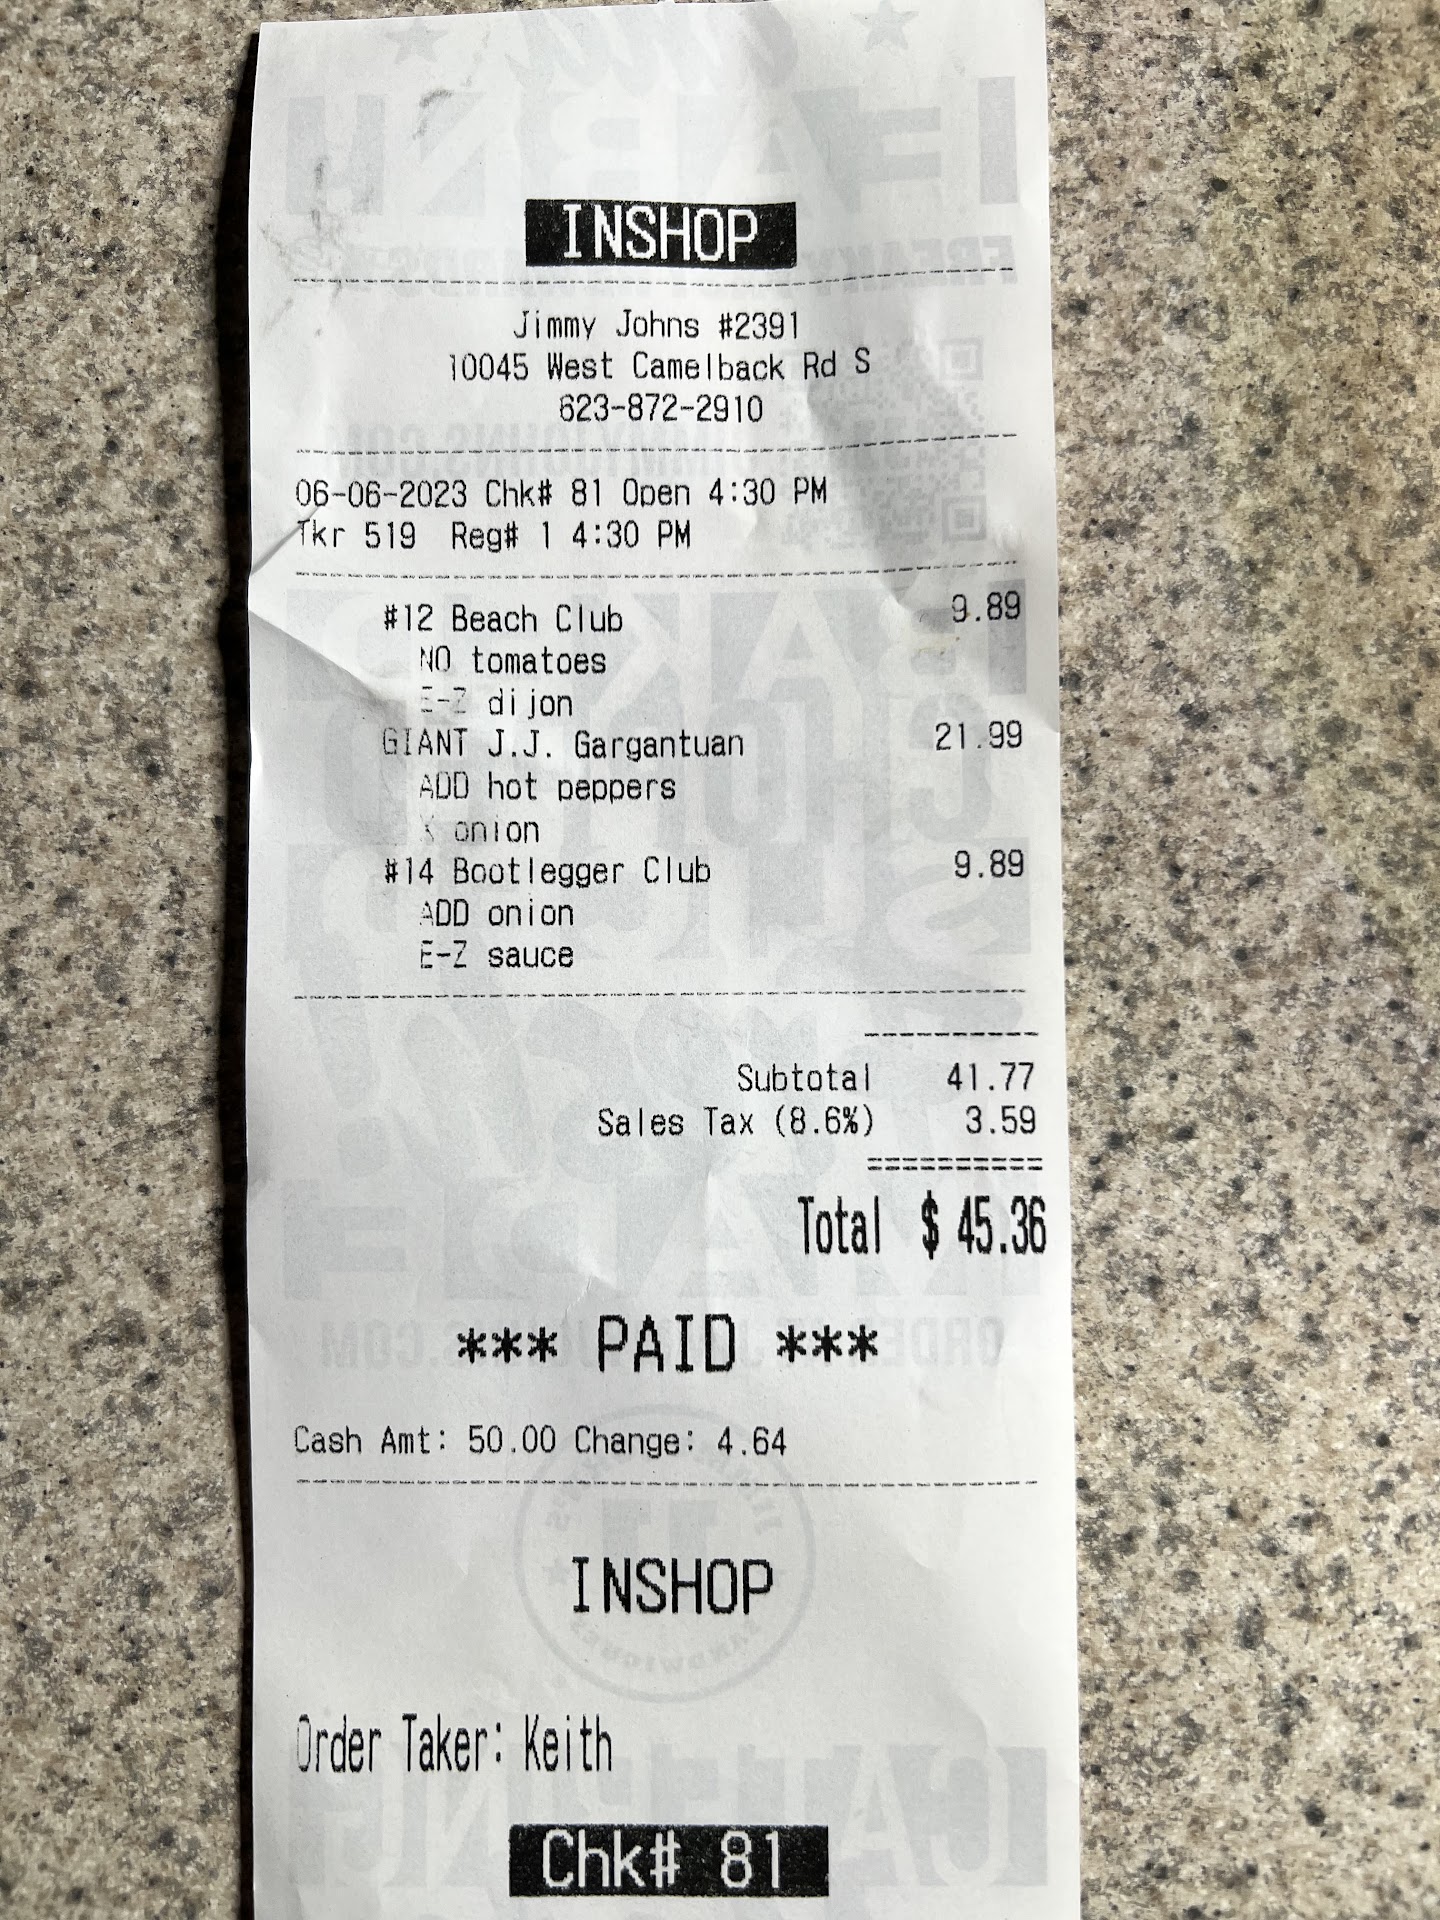 INSHOP
Jimmy Johns #2391
10045 West Camelback Rd S
623-872-2910
06-06-2023 Chk# 81 Open 4:30 PM
Tkr 519 Reg# 1 4:30 PM
#12 Beach Club 9.89
NO tomatoes
E-Z dijon
GIANT J.J. Gargantuan 21.99
ADD hot peppers
X onion
#14 Bootlegger Club 9.89
ADD onion
E-Z sauce
Subtotal 41.77
Sales Tax (8.6%) 3.59
Total $ 45.36
*** PAID ***
Cash Amt: 50.00 Change: 4.64
INSHOP
Order Taker: Keith
Chk# 81